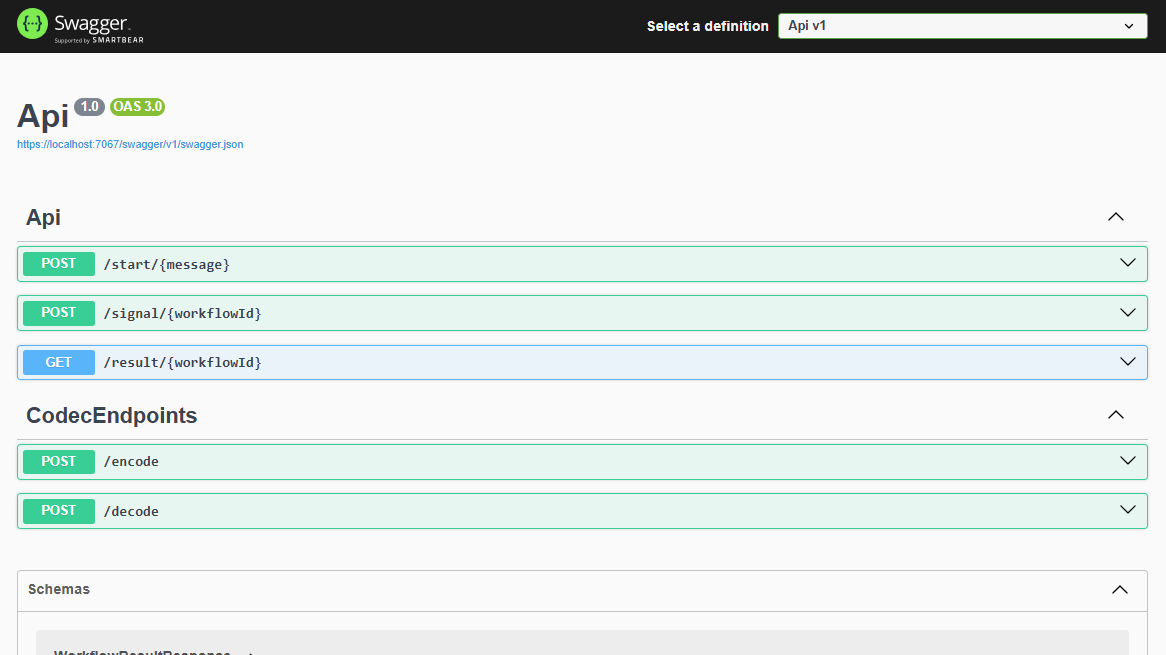 Swagger.
Supported by SMARTBEAR
Select a definition
Api v1
Api 1.0 OAS 3.0
https://localhost:7067/swagger/v1/swagger.json
Api
POST /start/{message}
POST /signal/{workflowId}
GET /result/{workflowId}
CodecEndpoints
POST /encode
POST /decode
Schemas
WorkflowResultResponse